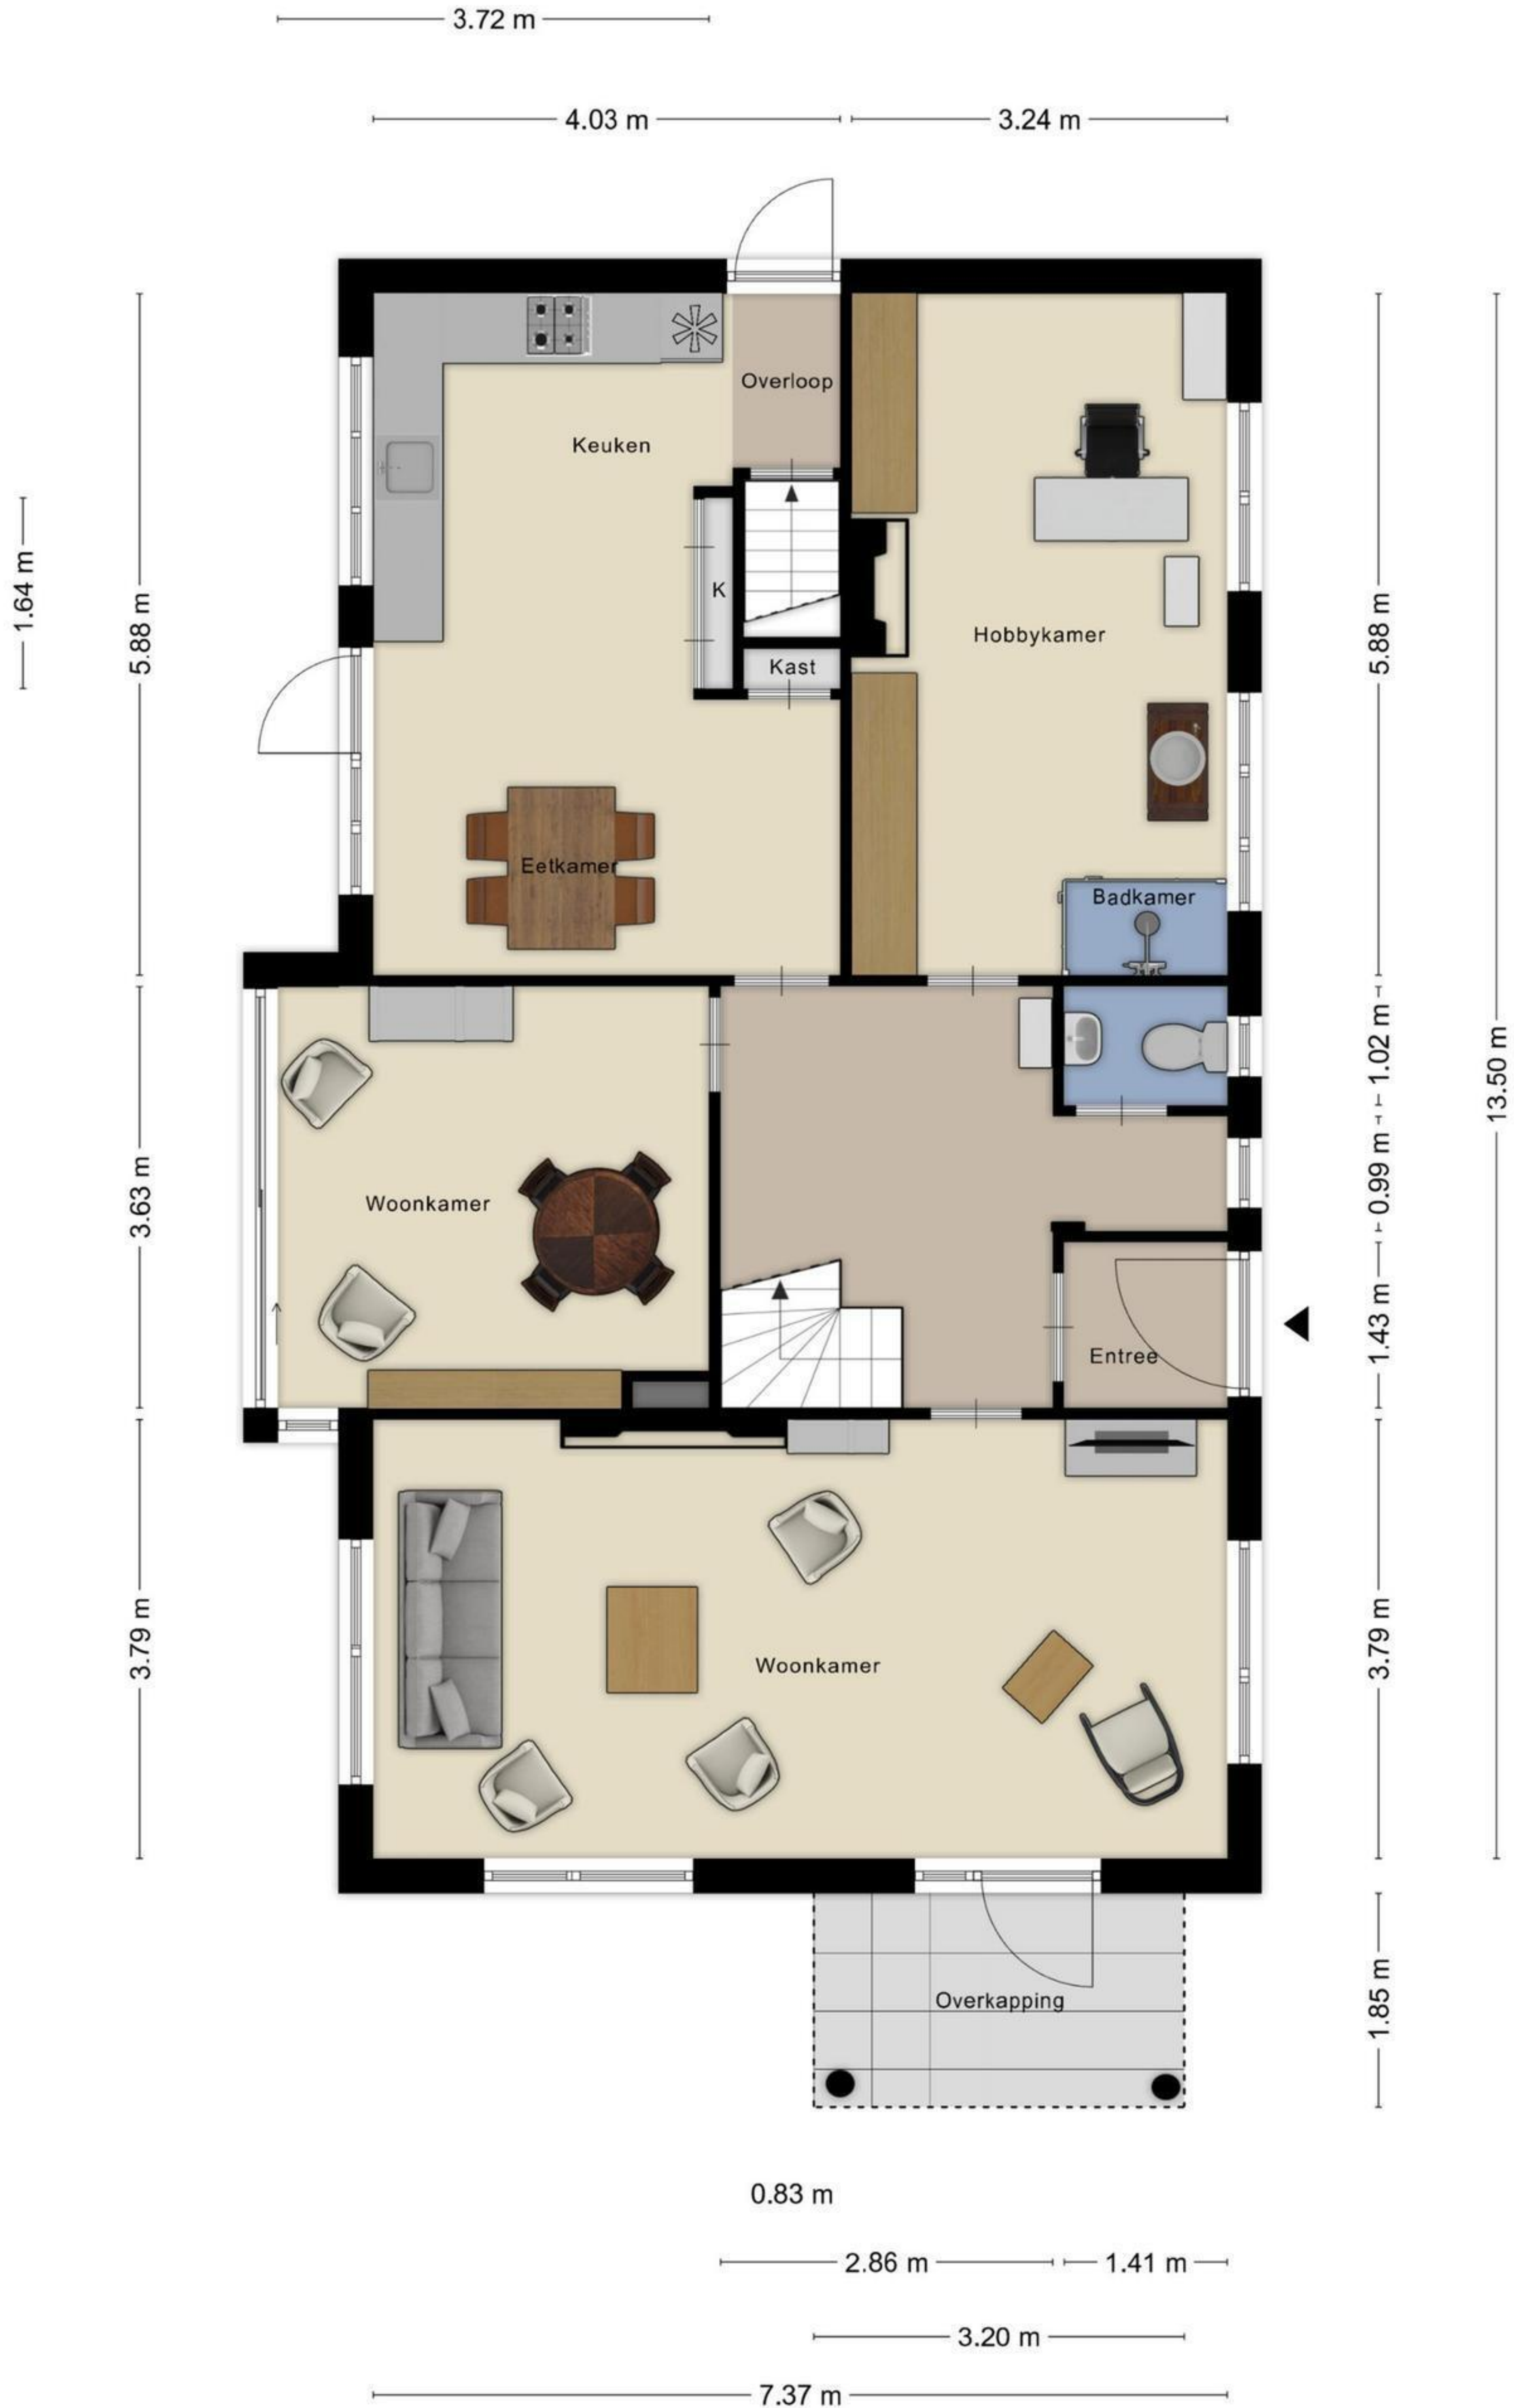 3.72 m
4.03 m
3.24 m
Overloop
Keuken
1.64 m
5.88 m
K
Hobbykamer
5.88 m
Kast
Eetkamer
Badkamer
1.02 m
13.50 m
0.99 m
3.63 m
Woonkamer
1.43 m
Entree
3.79 m
Woonkamer
3.79 m
Overkapping
1.85 m
0.83 m
2.86 m
1.41 m
3.20 m
7.37 m